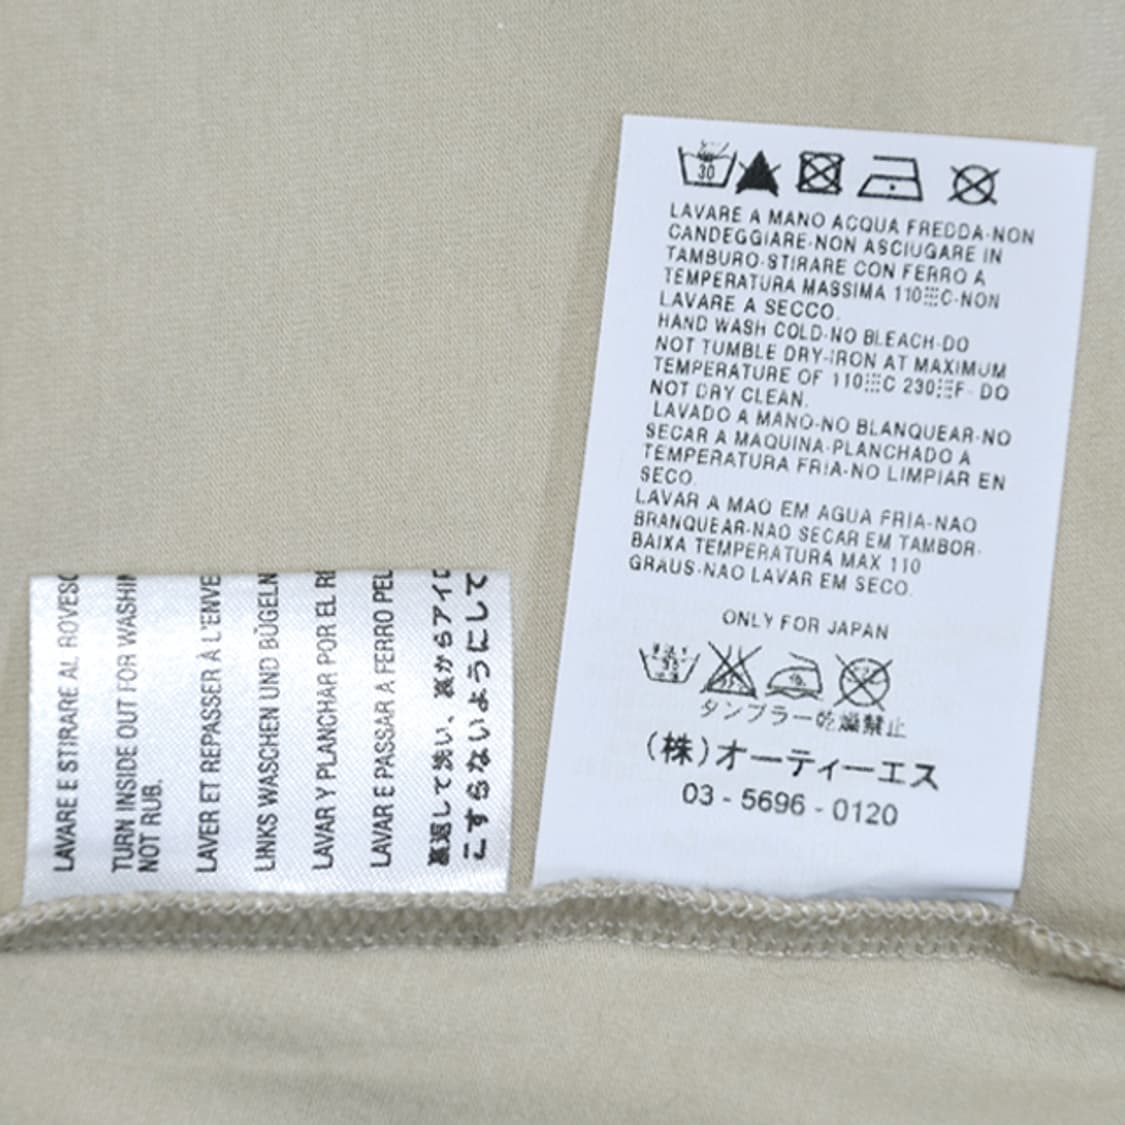 LAVARE E STIRARE AL ROVESC
TURN INSIDE OUT FOR WASHIN
NOT RUB.
LAVER ET REPASSER À L'ENVE
LINKS WASCHEN UND BÜGELN
LAVAR Y PLANCHAR POR EL RE
LAVAR E PASSAR A FERRO PEL
裏返して洗い、裏からアイロ
こすらないようにして
30
LAVARE A MANO ACQUA FREDDA-NON
CANDEGGIARE-NON ASCIUGARE IN
TAMBURO-STIRARE CON FERRO A
TEMPERATURA MASSIMA 110 C-NON
LAVARE A SECCO.
HAND WASH COLD-NO BLEACH-DO
NOT TUMBLE DRY-IRON AT MAXIMUM
TEMPERATURE OF 110 C 230 F- DO
NOT DRY CLEAN.
LAVADO A MANO-NO BLANQUEAR-NO
SECAR A MAQUINA-PLANCHADO A
TEMPERATURA FRIA-NO LIMPIAR EN
SECO.
LAVAR A MAO EM AGUA FRIA-NAO
BRANQUEAR-NAO SECAR EM TAMBOR-
BAIXA TEMPERATURA MAX 110
GRAUS-NAO LAVAR EM SECO.
ONLY FOR JAPAN
タンブラー乾燥禁止
(株)オーティーエス
03 - 5696 - 0120